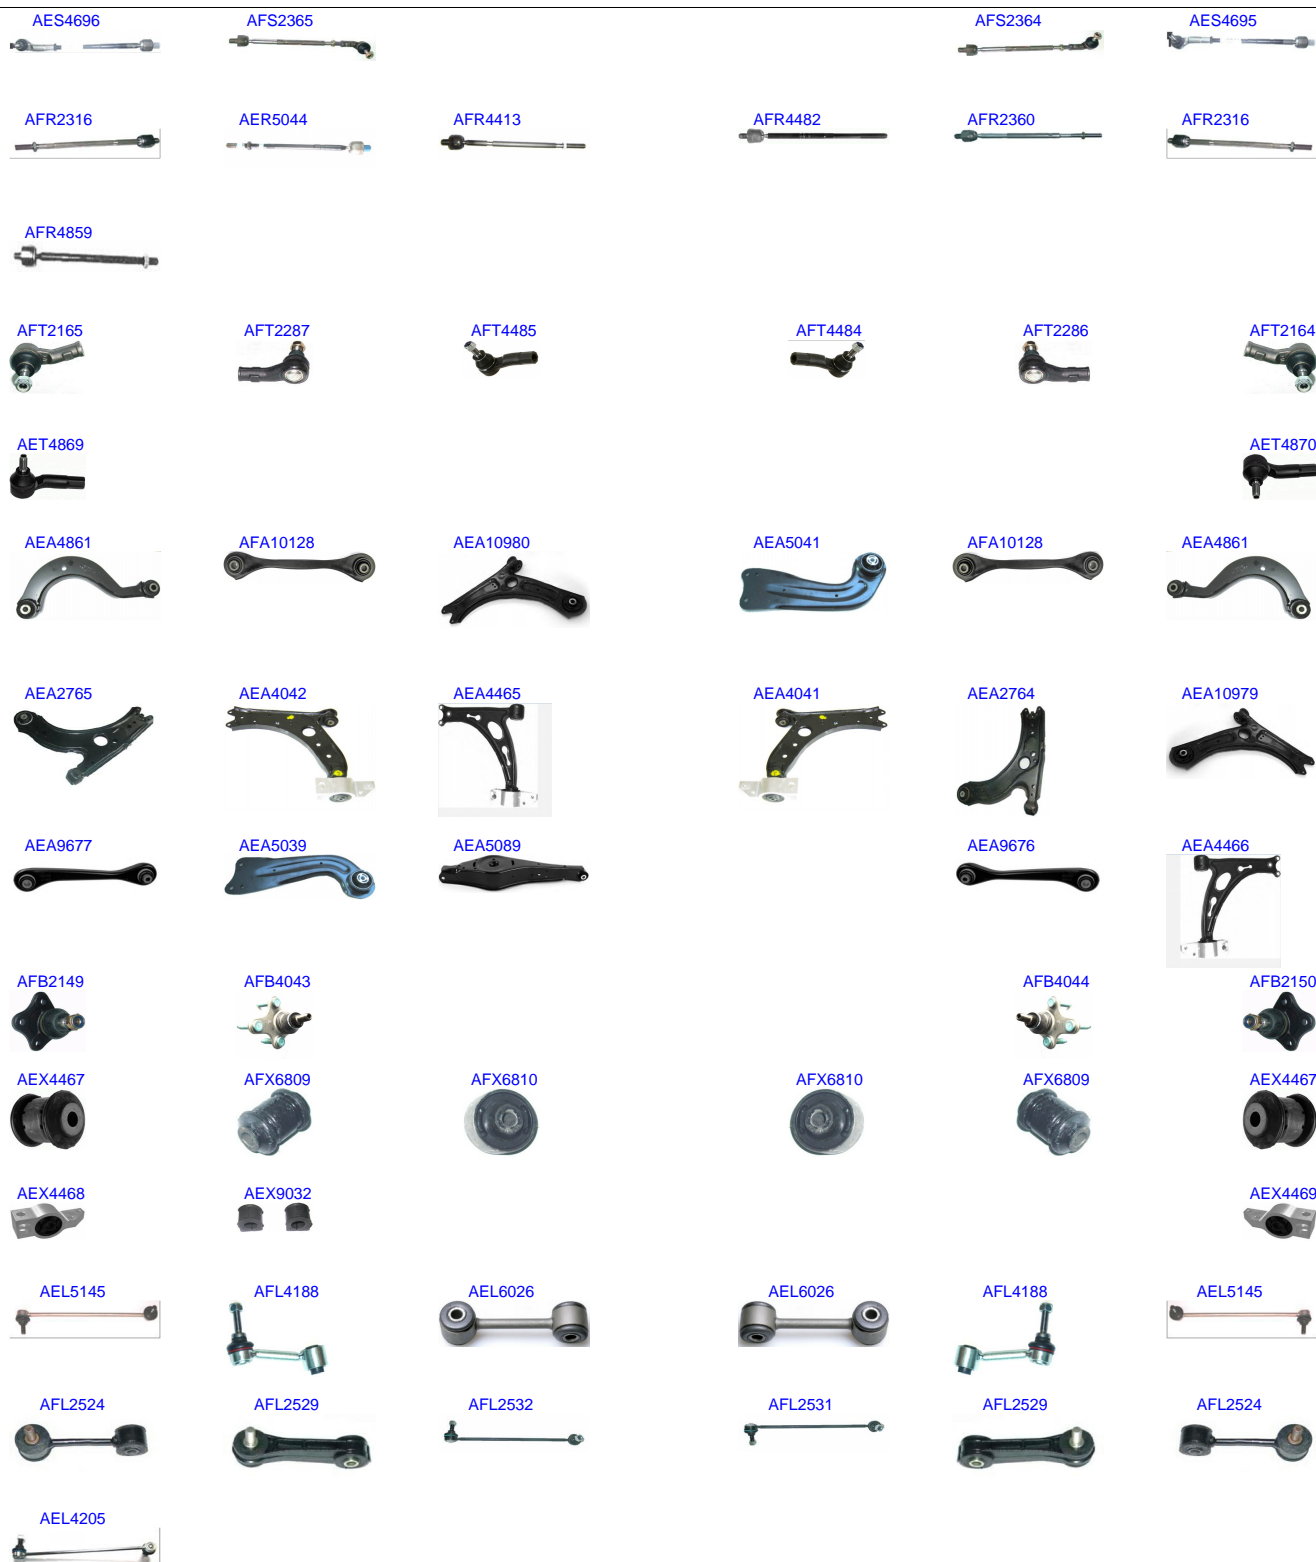 AES4696 AFS2365 AFS2364 AES4695
AFR2316 AER5044 AFR4413 AFR4482 AFR2360 AFR2316
AFR4859
AFT2165 AFT2287 AFT4485 AFT4484 AFT2286 AFT2164
AET4869 AET4870
AEA4861 AFA10128 AEA10980 AEA5041 AFA10128 AEA4861
AEA2765 AEA4042 AEA4465 AEA4041 AEA2764 AEA10979
AEA9677 AEA5039 AEA5089 AEA9676 AEA4466
AFB2149 AFB4043 AFB4044 AFB2150
AEX4467 AFX6809 AFX6810 AFX6810 AFX6809 AEX4467
AEX4468 AEX9032 AEX4469
AEL5145 AFL4188 AEL6026 AEL6026 AFL4188 AEL5145
AFL2524 AFL2529 AFL2532 AFL2531 AFL2529 AFL2524
AEL4205